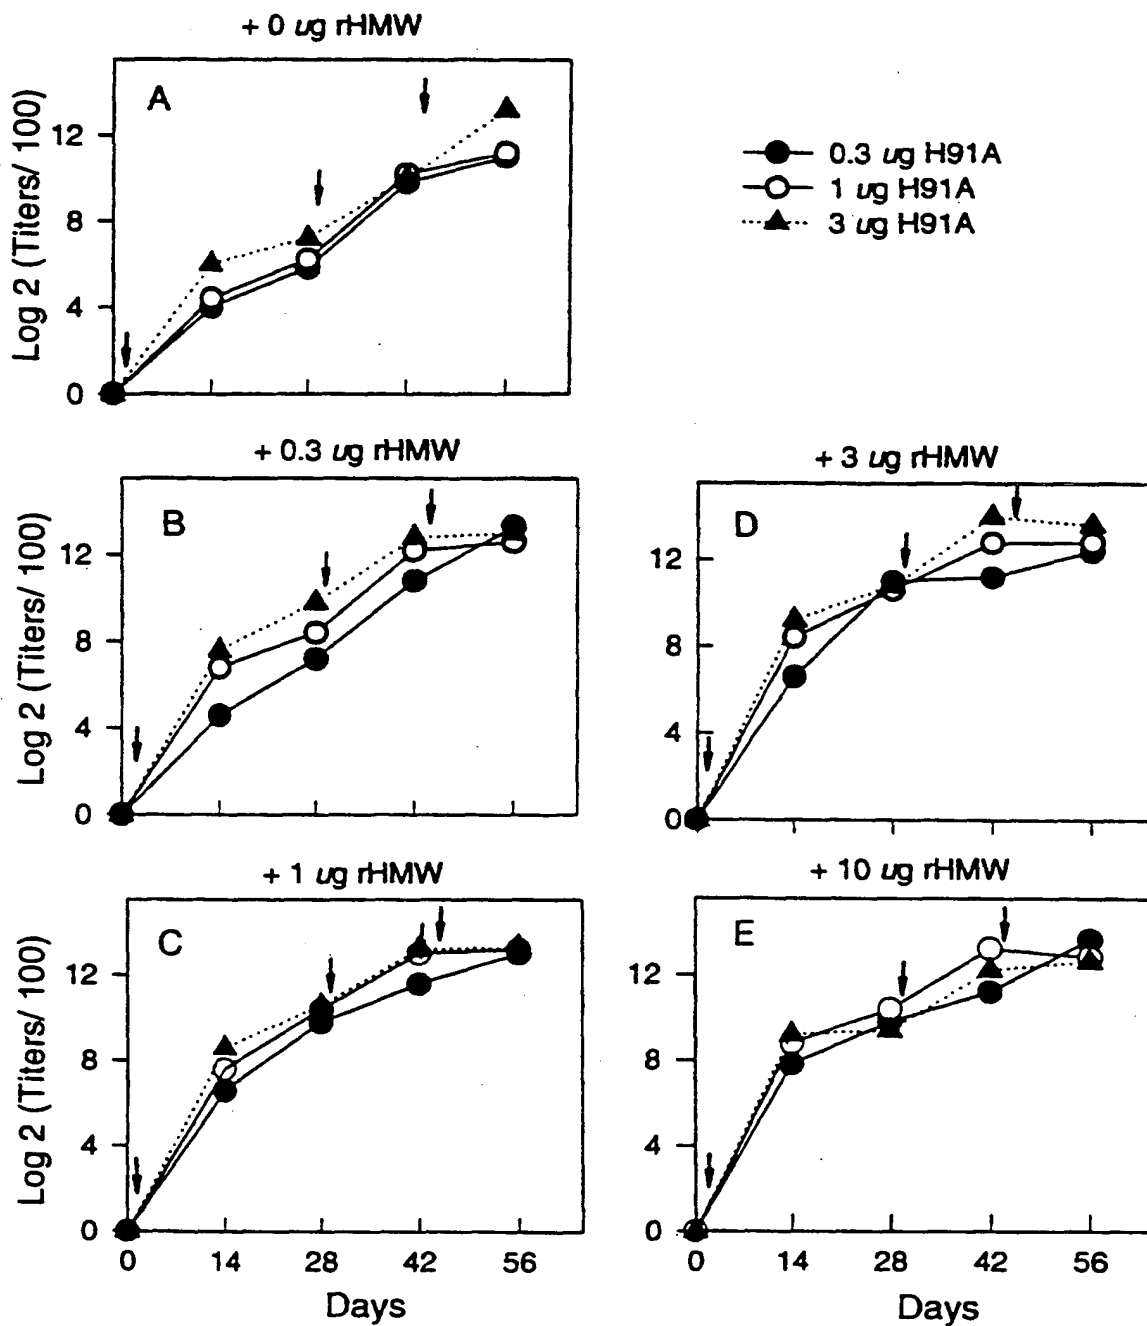 + 0 ug rHMW
A
Log 2 (Titers/ 100)
12
8
4
0
0.3 ug H91A
1 ug H91A
3 ug H91A
+ 0.3 ug rHMW
B
Log 2 (Titers/ 100)
12
8
4
0
+ 3 ug rHMW
D
12
8
4
0
+ 1 ug rHMW
C
Log 2 (Titers/ 100)
12
8
4
0
0 14 28 42 56
Days
+ 10 ug rHMW
E
12
8
4
0
0 14 28 42 56
Days